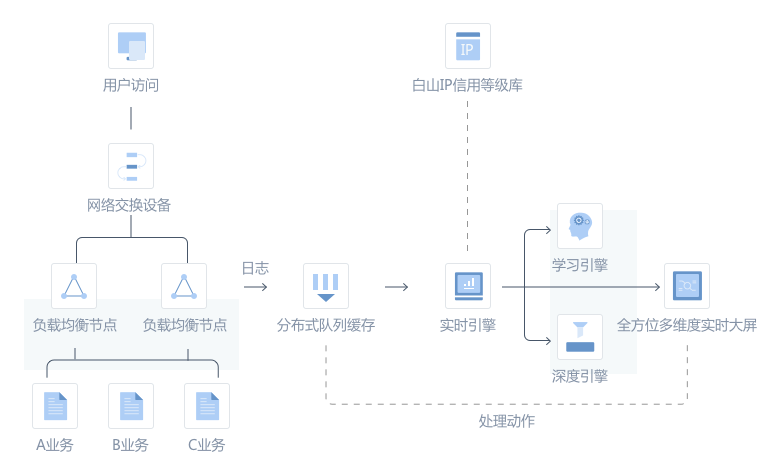 用户访问
白山IP信用等级库
IP
网络交换设备
日志
学习引擎
负载均衡节点
负载均衡节点
分布式队列缓存
实时引擎
全方位多维度实时大屏
深度引擎
处理动作
A业务
B业务
C业务